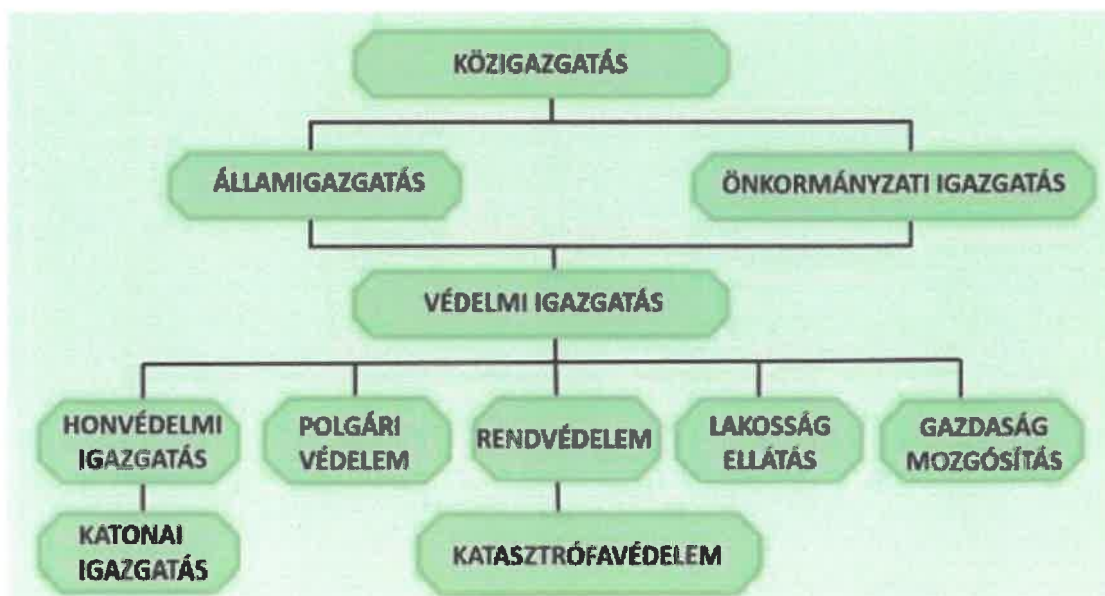 KÖZIGAZGATÁS
ÁLLAMIGAZGATÁS
ÖNKORMÁNYZATI IGAZGATÁS
VÉDELMI IGAZGATÁS
HONVÉDELMI
IGAZGATÁS
POLGÁRI
VÉDELEM
RENDVÉDELEM
LAKOSSÁG
ELLÁTÁS
GAZDASÁG
MOZGÓSÍTÁS
KATONAI
IGAZGATÁS
KATASZTRÓFAVÉDELEM